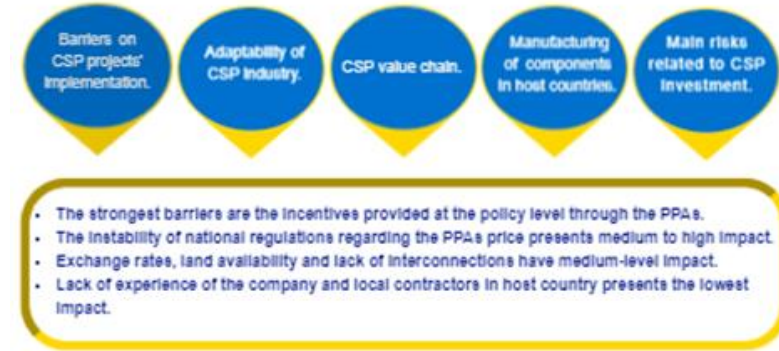 Barriers on
CSP projects'
implementation.
Adaptability of
CSP Industry.
CSP value chain.
Manufacturing
of components
in host countries.
Main risks
related to CSP
investment.
• The strongest barriers are the incentives provided at the policy level through the PPAs.
• The instability of national regulations regarding the PPAs price presents medium to high impact.
• Exchange rates, land availability and lack of interconnections have medium-level impact.
• Lack of experience of the company and local contractors in host country presents the lowest
impact.